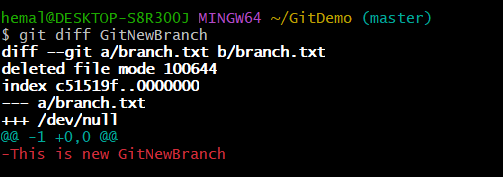 hemal@DESKTOP-S8R3OOJ MINGW64 ~/GitDemo (master)
$ git diff GitNewBranch
diff --git a/branch.txt b/branch.txt
deleted file mode 100644
index c51519f..0000000
--- a/branch.txt
+++ /dev/null
@@ -1 +0,0 @@
-This is new GitNewBranch